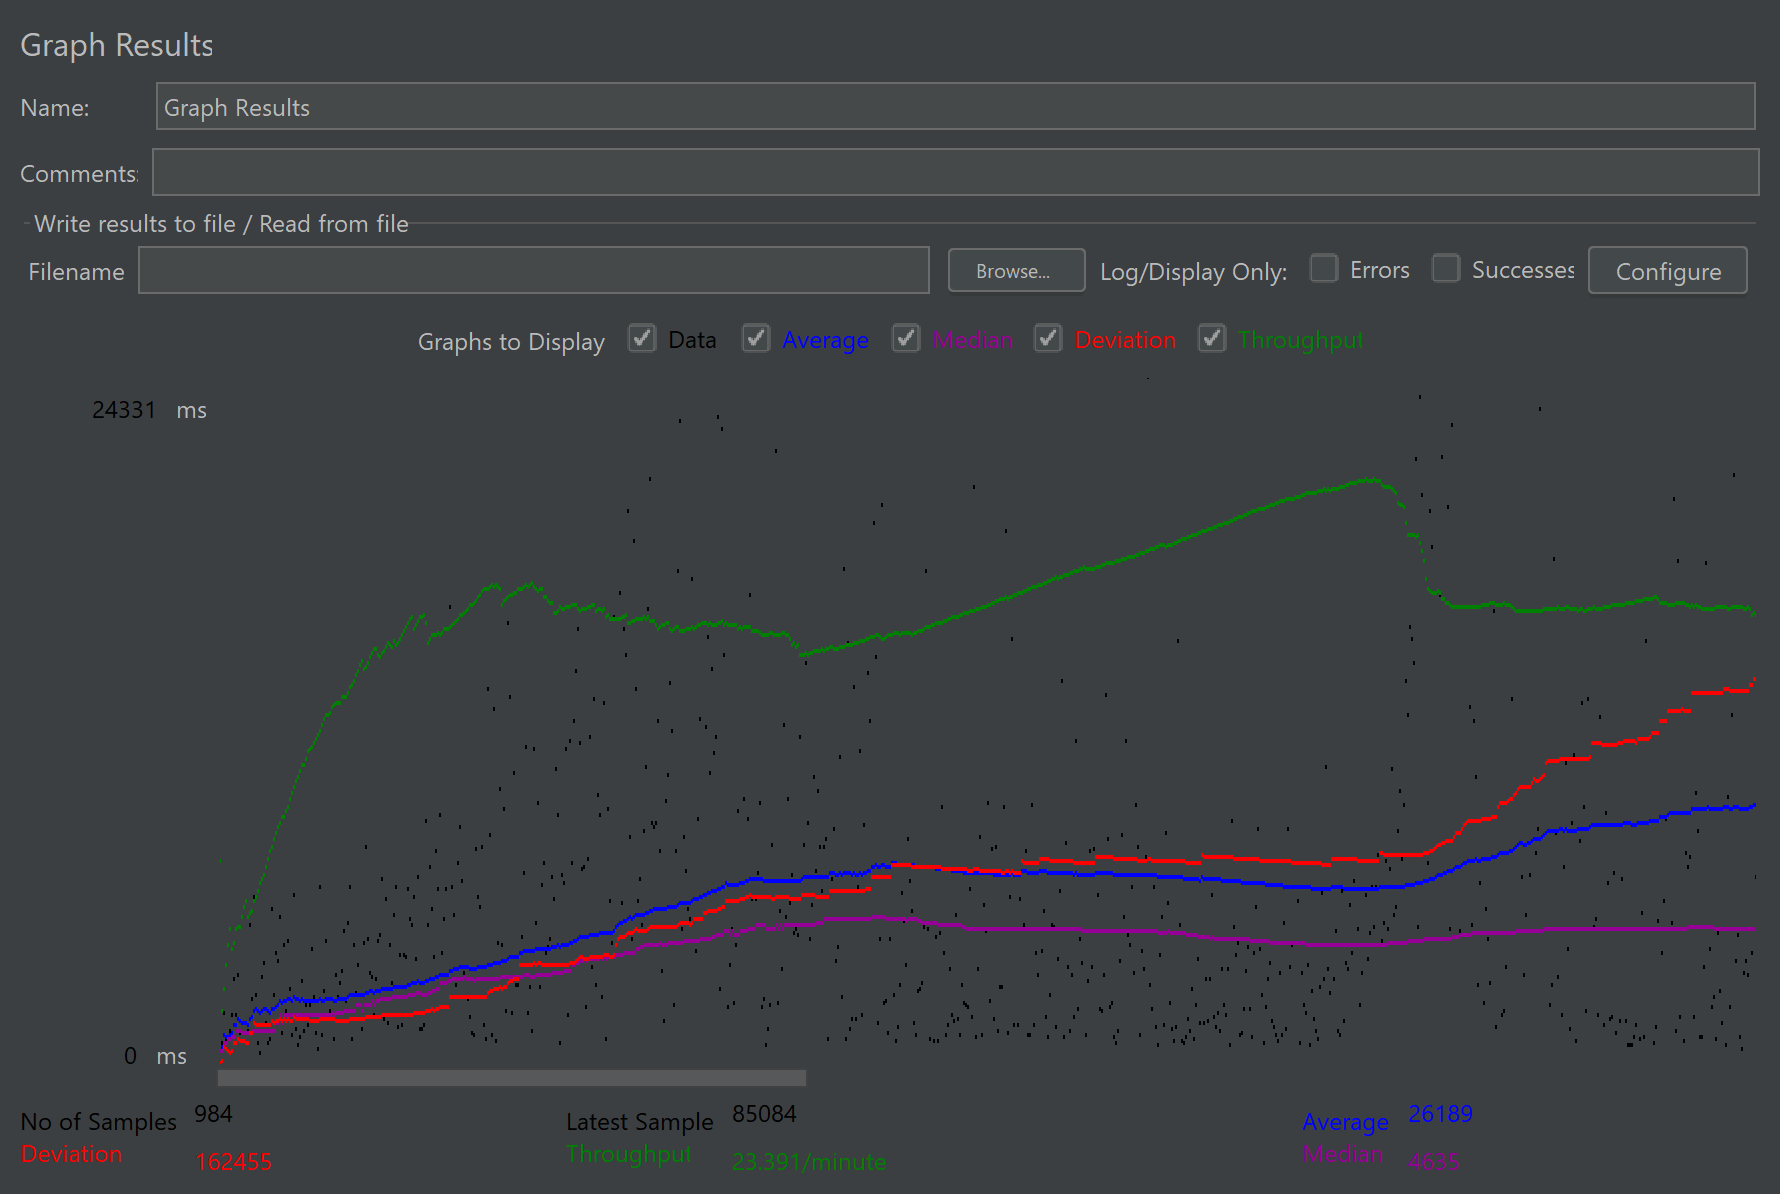 Graph Results
Name: Graph Results
Comments:
Write results to file / Read from file
Filename Browse... Log/Display Only: Errors Successes Configure
Graphs to Display Data Average Median Deviation Throughput
24331 ms
0 ms
No of Samples 984 Latest Sample 85084 Average 26189
Deviation 162455 Throughput 23.391/minute Median 4635